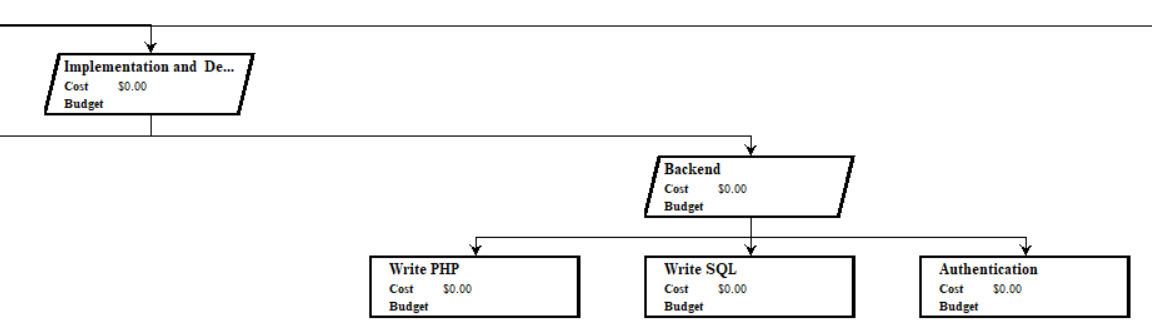 Implementation and De...
Cost $0.00
Budget
Backend
Cost $0.00
Budget
Write PHP
Cost $0.00
Budget
Write SQL
Cost $0.00
Budget
Authentication
Cost $0.00
Budget